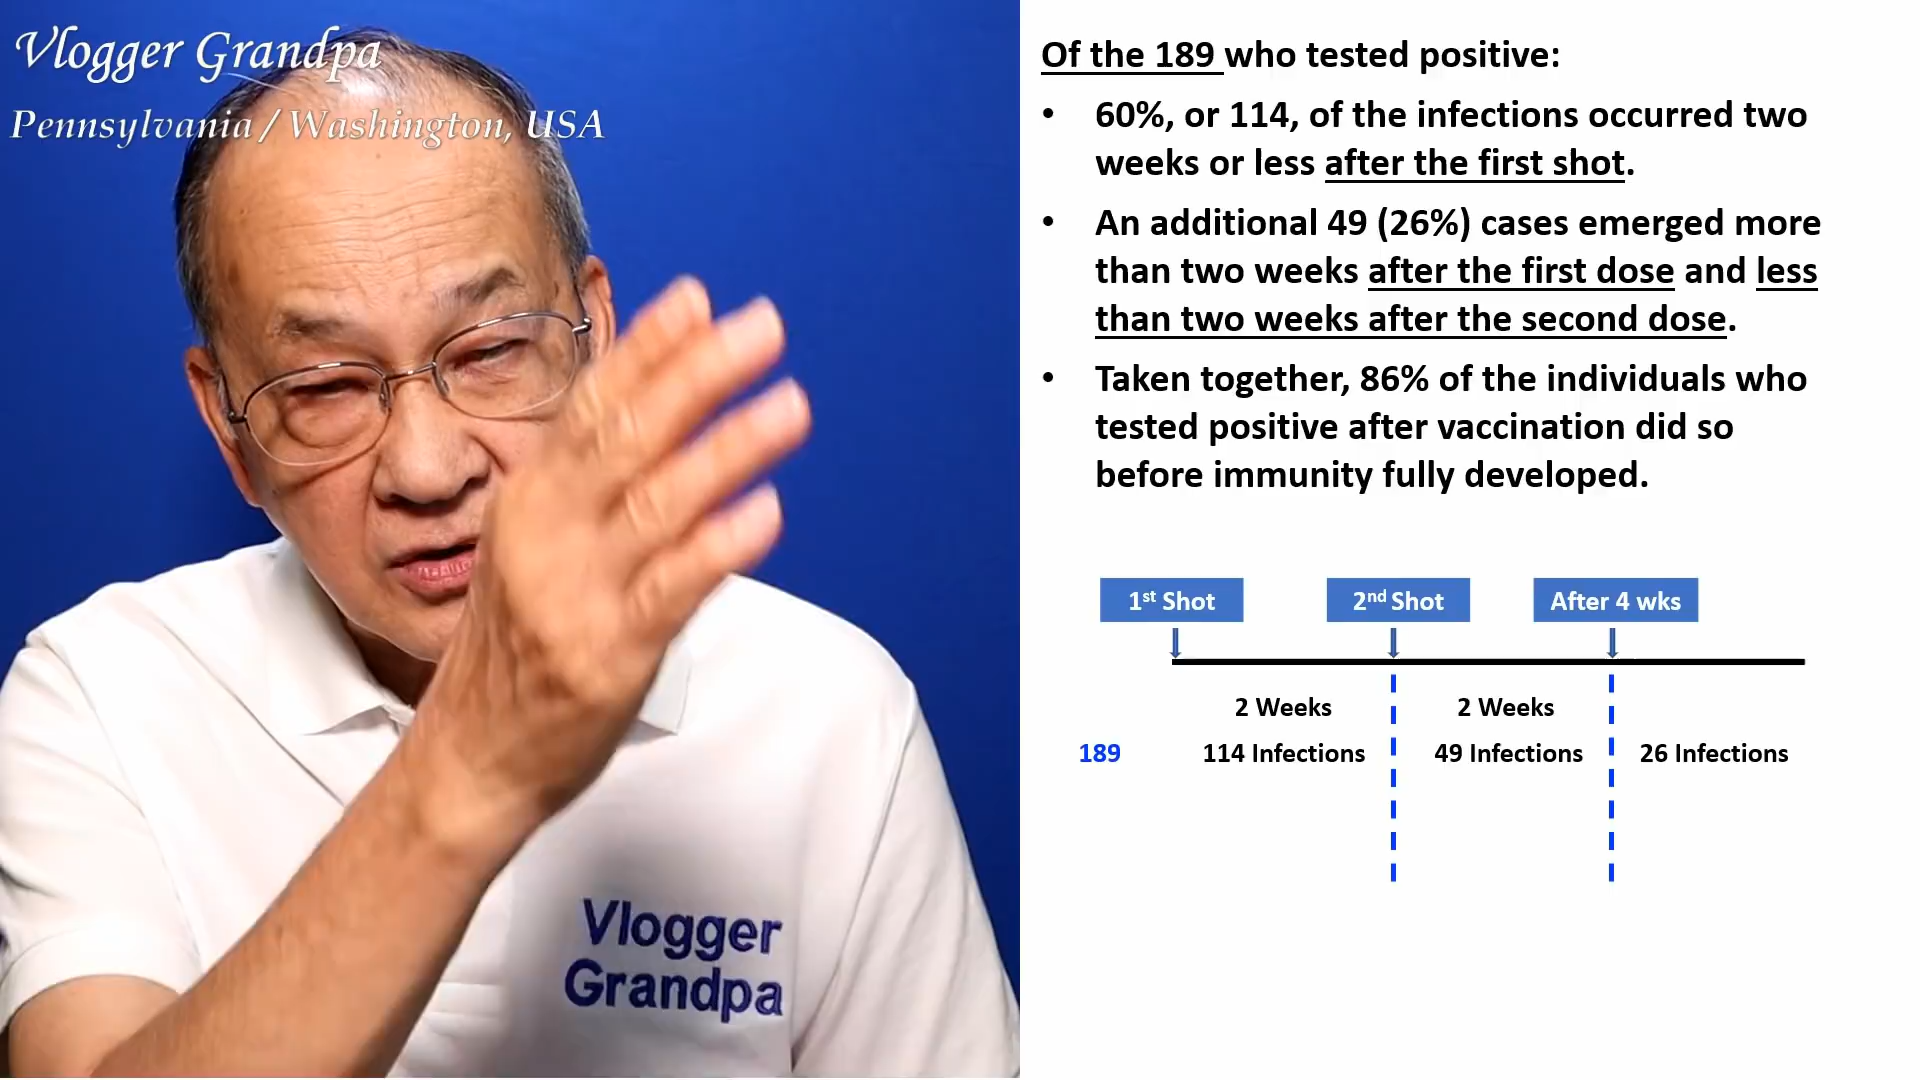 Vlogger Grandpa
Pennsylvania / Washington, USA
Vlogger
Grandpa
Of the 189 who tested positive:
• 60%, or 114, of the infections occurred two
weeks or less after the first shot.
• An additional 49 (26%) cases emerged more
than two weeks after the first dose and less
than two weeks after the second dose.
• Taken together, 86% of the individuals who
tested positive after vaccination did so
before immunity fully developed.
1st Shot 2nd Shot After 4 wks
2 Weeks 2 Weeks
189 114 Infections 49 Infections 26 Infections